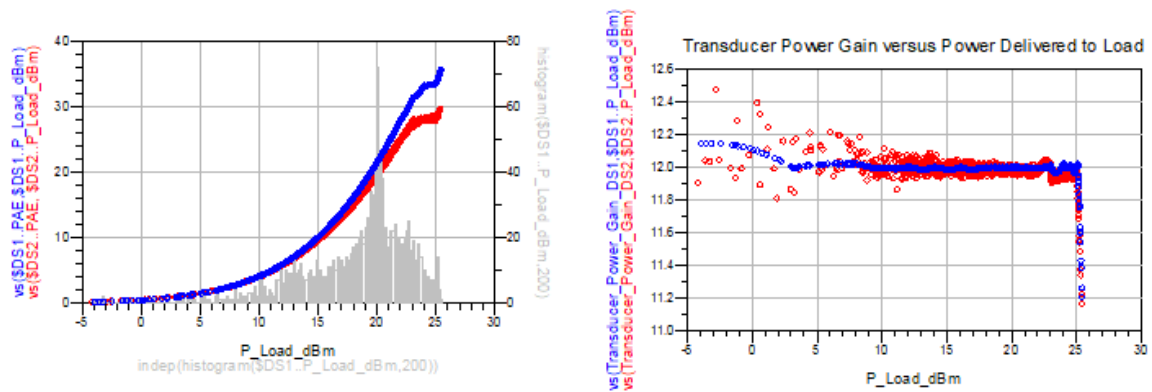 vs($DS1..PAE,$DS1..P_Load_dBm)
vs($DS2..PAE, $DS2..P_Load_dBm)
40
30
20
10
0
80
60
40
20
0
histogram($DS1..P_Load_dBm,200)
-5 0 5 10 15 20 25 30
P_Load_dBm
indep(histogram($DS1..P_Load_dBm,200))
Transducer Power Gain versus Power Delivered to Load
vs(Transducer_Power_Gain_DS1,$DS1..P_Load_dBm)
vs(Transducer_Power_Gain_DS2,$DS2..P_Load_dBm)
12.6
12.4
12.2
12.0
11.8
11.6
11.4
11.2
11.0
-5 0 5 10 15 20 25 30
P_Load_dBm